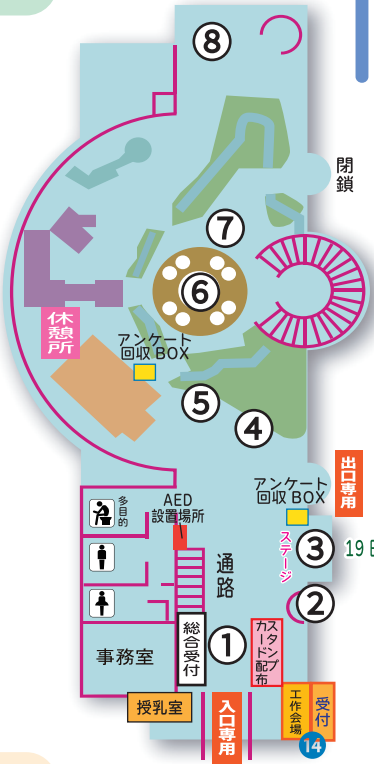 ⑧
閉鎖
⑦
⑥
休憩所
アンケート
回収 BOX
⑤
④
出口専用
アンケート
回収 BOX
多目的
AED
設置場所
ステージ
③
19
通路
②
総合受付
①
スタンプ
カード配布
事務室
授乳室
入口専用
工作会場
受付
14